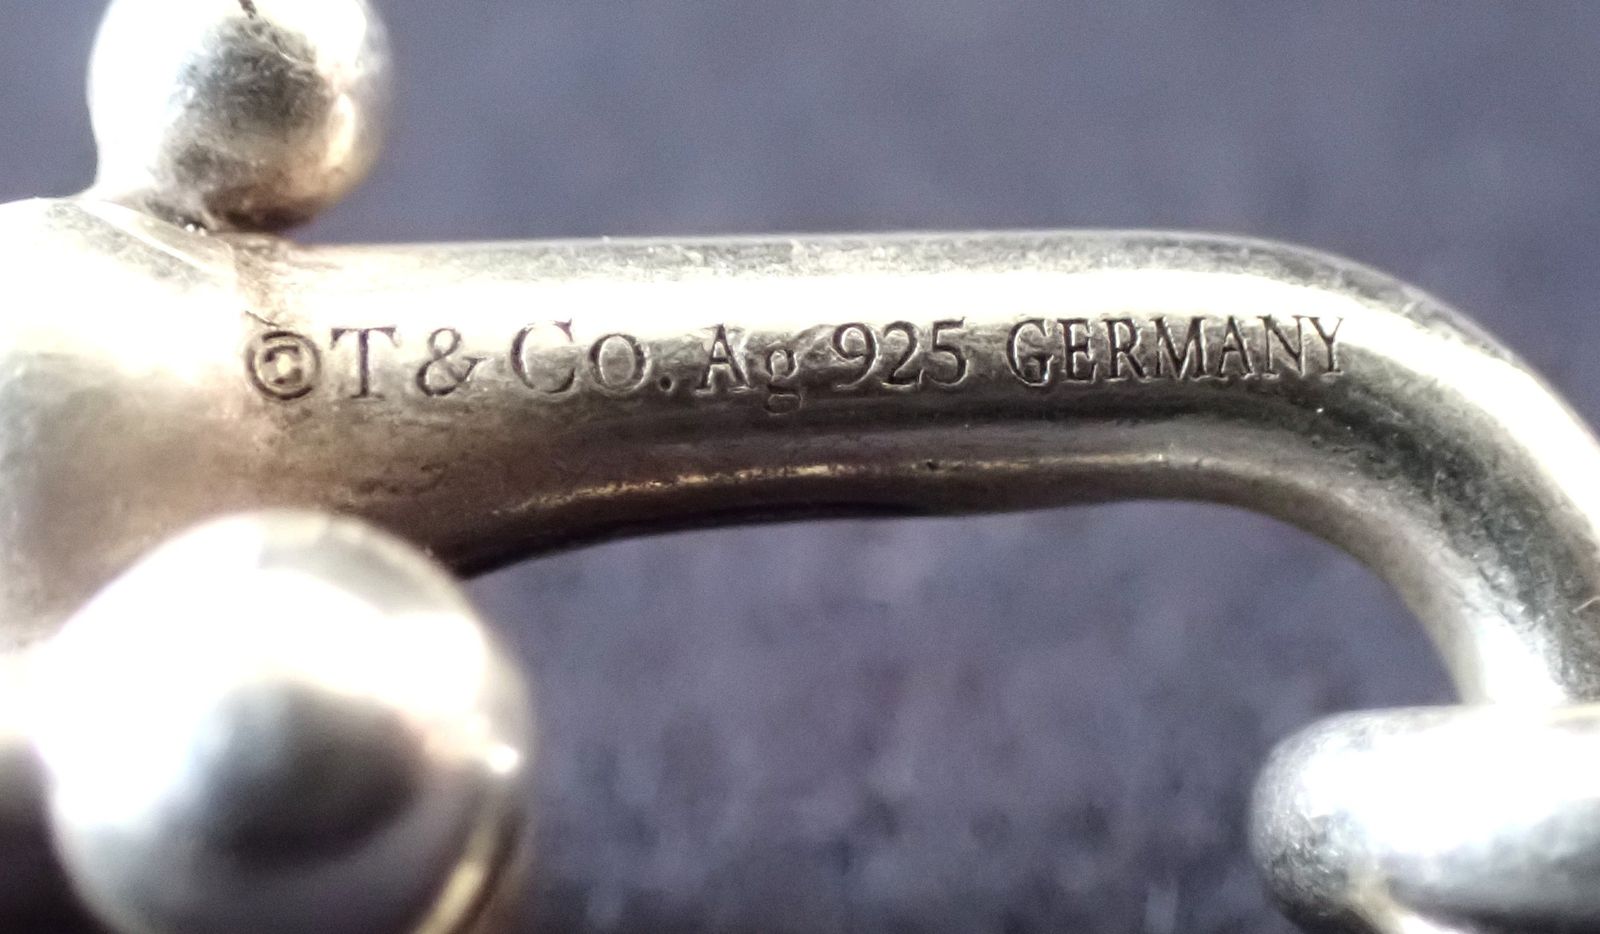 ©T & Co. Ag 925 GERMANY